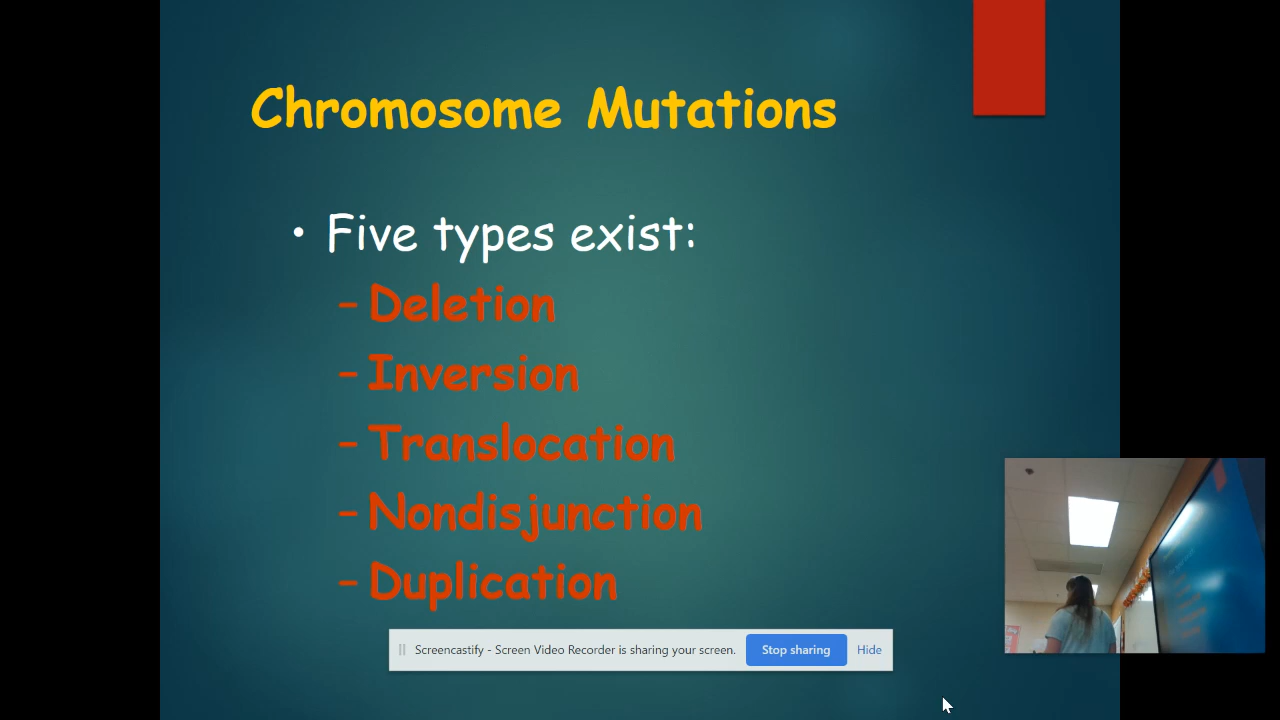 Chromosome Mutations
• Five types exist:
– Deletion
– Inversion
– Translocation
– Nondisjunction
– Duplication
Screencastify - Screen Video Recorder is sharing your screen. Stop sharing Hide